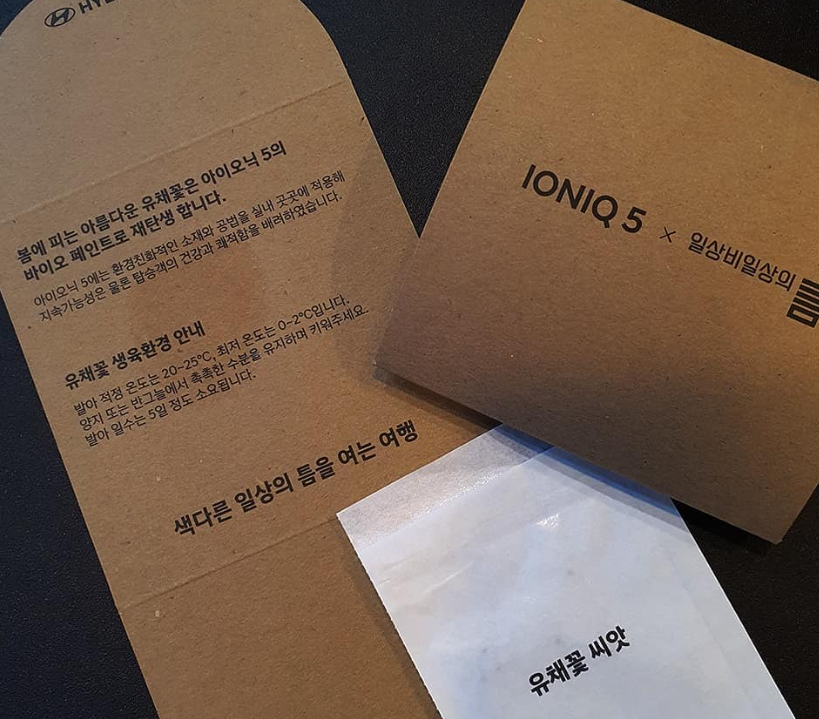 봄에 피는 아름다운 유채꽃은 아이오닉 5의
바이오 페인트로 재탄생 합니다.
아이오닉 5에는 환경친화적인 소재와 공법을 실내 곳곳에 적용해
지속가능성은 물론 탑승객의 건강과 쾌적함을 배려하였습니다.
유채꽃 생육환경 안내
발아 적정 온도는 20~25°C, 최저 온도는 0~2°C입니다.
양지 또는 반그늘에서 촉촉한 수분을 유지하며 키워주세요.
발아 일수는 5일 정도 소요됩니다.
색다른 일상의 틈을 여는 여행
IONIQ 5 × 일상비일상의 틈
유채꽃 씨앗